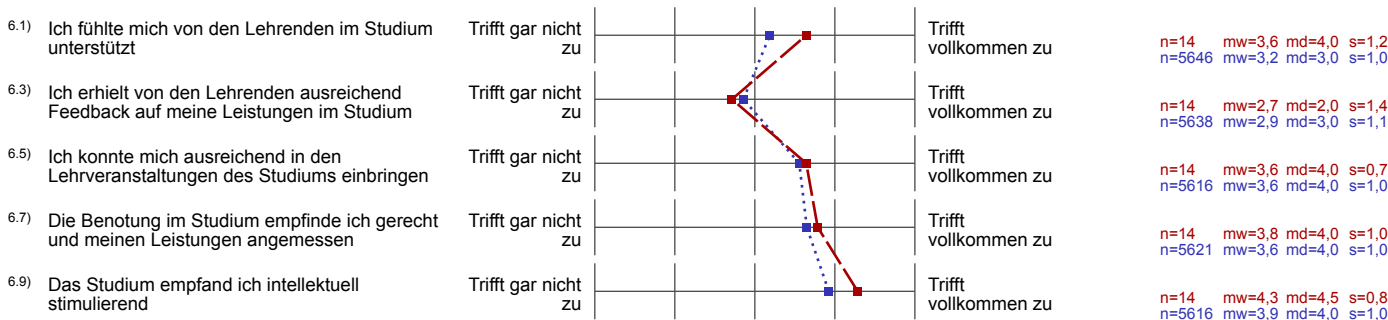 6.1) Ich fühlte mich von den Lehrenden im Studium
unterstützt
Trifft gar nicht
zu
Trifft
vollkommen zu
n=14 mw=3,6 md=4,0 s=1,2
n=5646 mw=3,2 md=3,0 s=1,0
6.3) Ich erhielt von den Lehrenden ausreichend
Feedback auf meine Leistungen im Studium
Trifft gar nicht
zu
Trifft
vollkommen zu
n=14 mw=2,7 md=2,0 s=1,4
n=5638 mw=2,9 md=3,0 s=1,1
6.5) Ich konnte mich ausreichend in den
Lehrveranstaltungen des Studiums einbringen
Trifft gar nicht
zu
Trifft
vollkommen zu
n=14 mw=3,6 md=4,0 s=0,7
n=5616 mw=3,6 md=4,0 s=1,0
6.7) Die Benotung im Studium empfinde ich gerecht
und meinen Leistungen angemessen
Trifft gar nicht
zu
Trifft
vollkommen zu
n=14 mw=3,8 md=4,0 s=1,0
n=5621 mw=3,6 md=4,0 s=1,0
6.9) Das Studium empfand ich intellektuell
stimulierend
Trifft gar nicht
zu
Trifft
vollkommen zu
n=14 mw=4,3 md=4,5 s=0,8
n=5616 mw=3,9 md=4,0 s=1,0